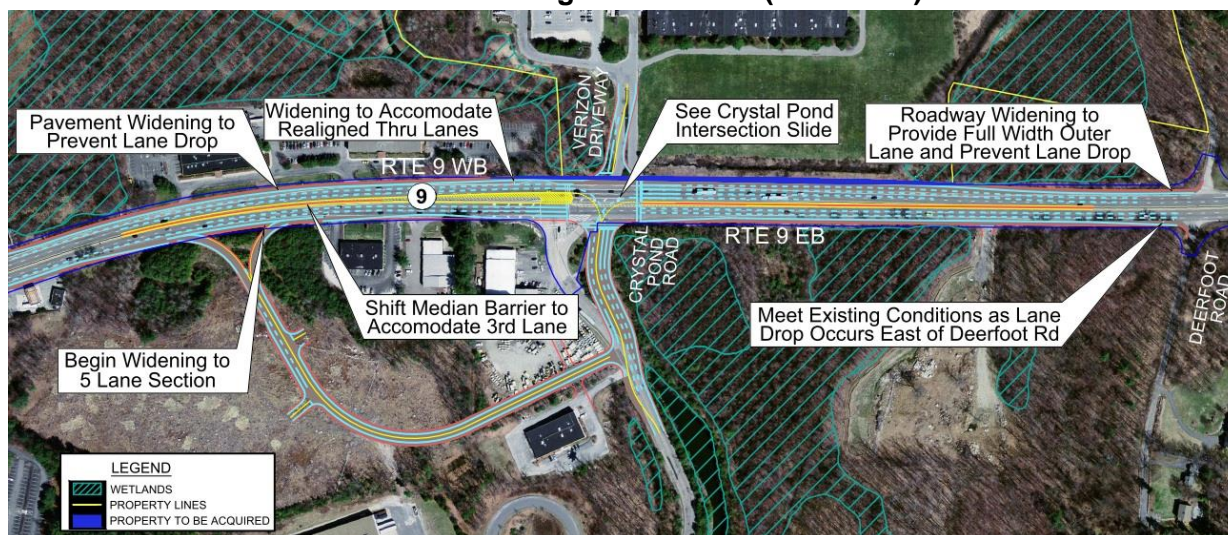 Pavement Widening to
Prevent Lane Drop
Widening to Accomodate
Realigned Thru Lanes
VERIZON
DRIVEWAY
See Crystal Pond
Intersection Slide
Roadway Widening to
Provide Full Width Outer
Lane and Prevent Lane Drop
RTE 9 WB
9
RTE 9 EB
CRYSTAL
POND
ROAD
DEERFOOT
ROAD
Shift Median Barrier to
Accomodate 3rd Lane
Meet Existing Conditions as Lane
Drop Occurs East of Deerfoot Rd
Begin Widening to
5 Lane Section
LEGEND
WETLANDS
PROPERTY LINES
PROPERTY TO BE ACQUIRED